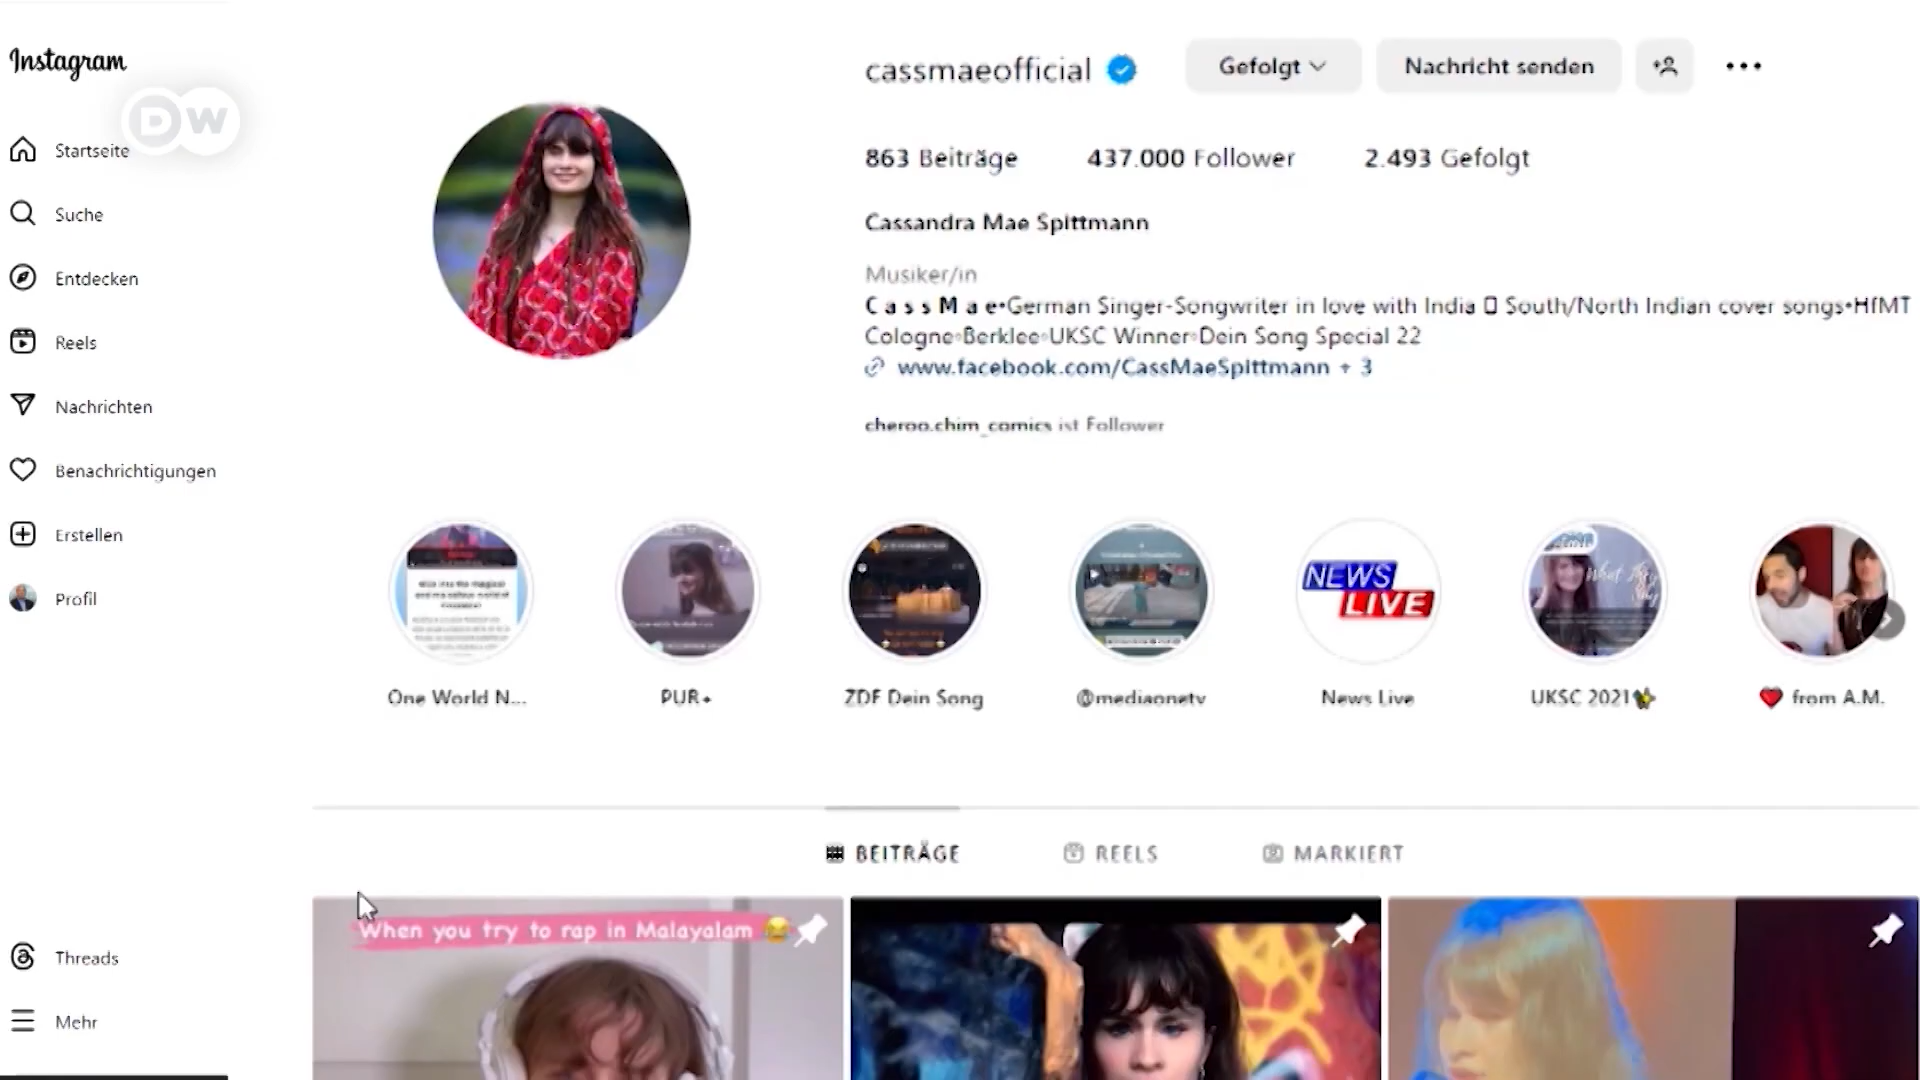 Instagram
DW
Startseite
Suche
Entdecken
Reels
Nachrichten
Benachrichtigungen
Erstellen
Profil
Threads
Mehr
cassmaeofficial
Gefolgt
Nachricht senden
863 Beiträge 437.000 Follower 2.493 Gefolgt
Cassandra Mae Spittmann
Musiker/in
C a s s M a e•German Singer-Songwriter in love with India South/North Indian cover songs•HfMT
Cologne•Berklee•UKSC Winner•Dein Song Special 22
www.facebook.com/CassMaeSpittmann + 3
cheroo.chim_comics ist Follower
NEWS
LIVE
What They
One World N...
PUR+
ZDF Dein Song
@mediaonetv
News Live
UKSC 2021
from A.M.
BEITRÄGE
REELS
MARKIERT
When you try to rap in Malayalam